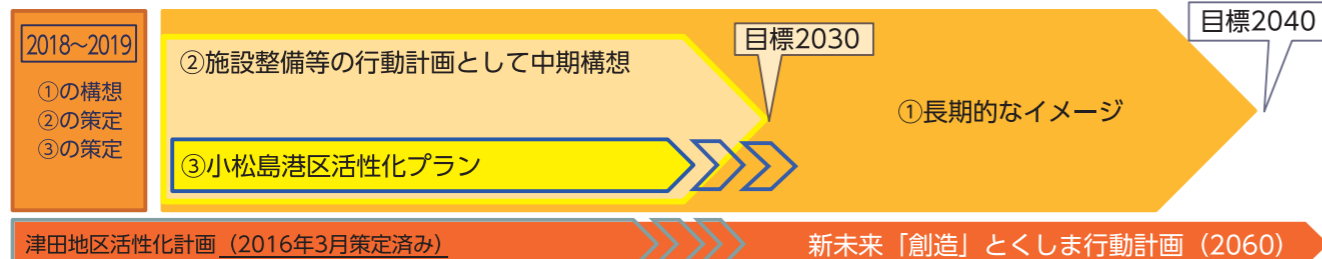 2018~2019
①の構想
②の策定
③の策定
②施設整備等の行動計画として中期構想
目標2030
目標2040
①長期的なイメージ
③小松島港区活性化プラン
津田地区活性化計画（2016年3月策定済み）
新未来「創造」とくしま行動計画（2060）